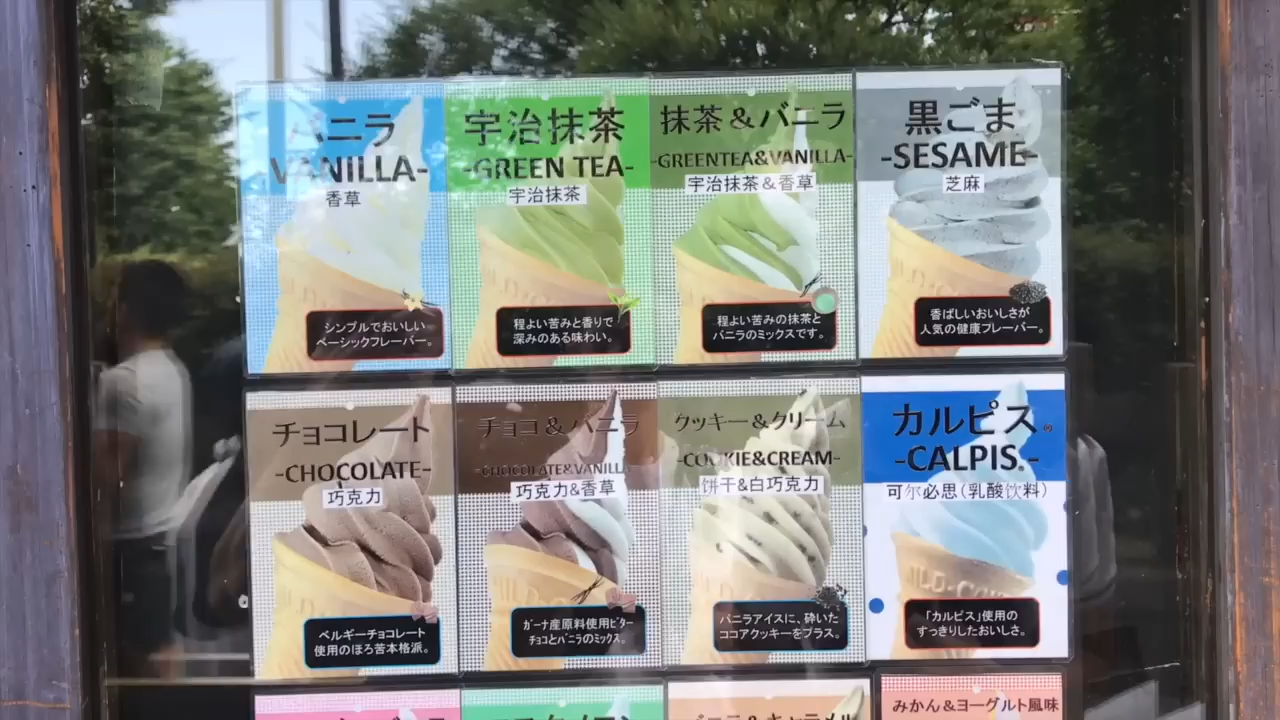 バニラ
VANILLA-
香草
シンプルでおいしい
ベーシックフレーバー。
宇治抹茶
-GREEN TEA-
宇治抹茶
程よい苦みと香りで
深みのある味わい。
抹茶&バニラ
-GREENTEA&VANILLA-
宇治抹茶&香草
程よい苦みの抹茶と
バニラのミックスです。
黒ごま
-SESAME-
芝麻
香ばしいおいしさが
人気の健康フレーバー。
チョコレート
-CHOCOLATE-
巧克力
ベルギーチョコレート
使用のほろ苦本格派。
チョコ&バニラ
-CHOCOLATE&VANILLA
巧克力&香草
ガーナ産原料使用ビター
チョコとバニラのミックス。
クッキー&クリーム
-COOKIE&CREAM-
饼干&白巧克力
バニラアイスに、砕いた
ココアクッキーをプラス。
カルピス®
-CALPIS®-
可尔必思(乳酸饮料)
「カルピス」使用の
すっきりしたおいしさ。
バニラ&キャラメル
みかん&ヨーグルト風味